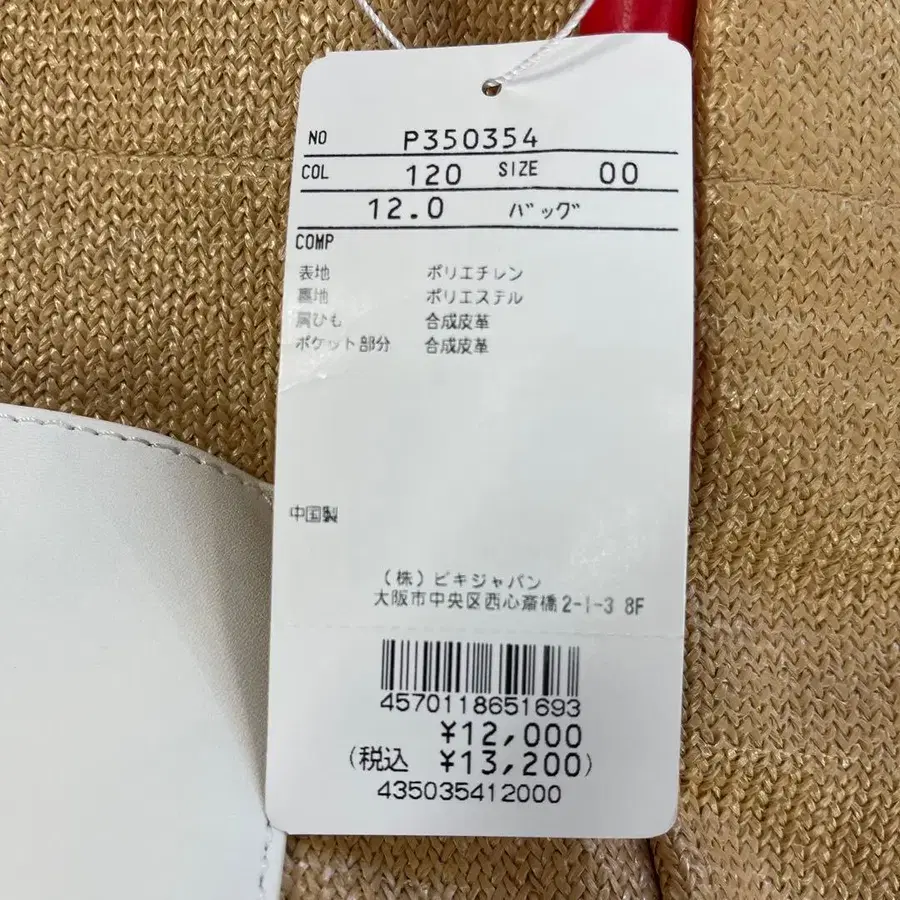 NO P350354
COL 120 SIZE 00
12.0 ﾊﾞｯｸﾞ
COMP
表地 ポリエチレン
裏地 ポリエステル
肩ひも 合成皮革
ポケット部分 合成皮革
中国製
(株)ビキジャパン
大阪市中央区西心斎橋2-1-3 8F
4570118651693
¥12,000
(税込 ¥13,200)
435035412000